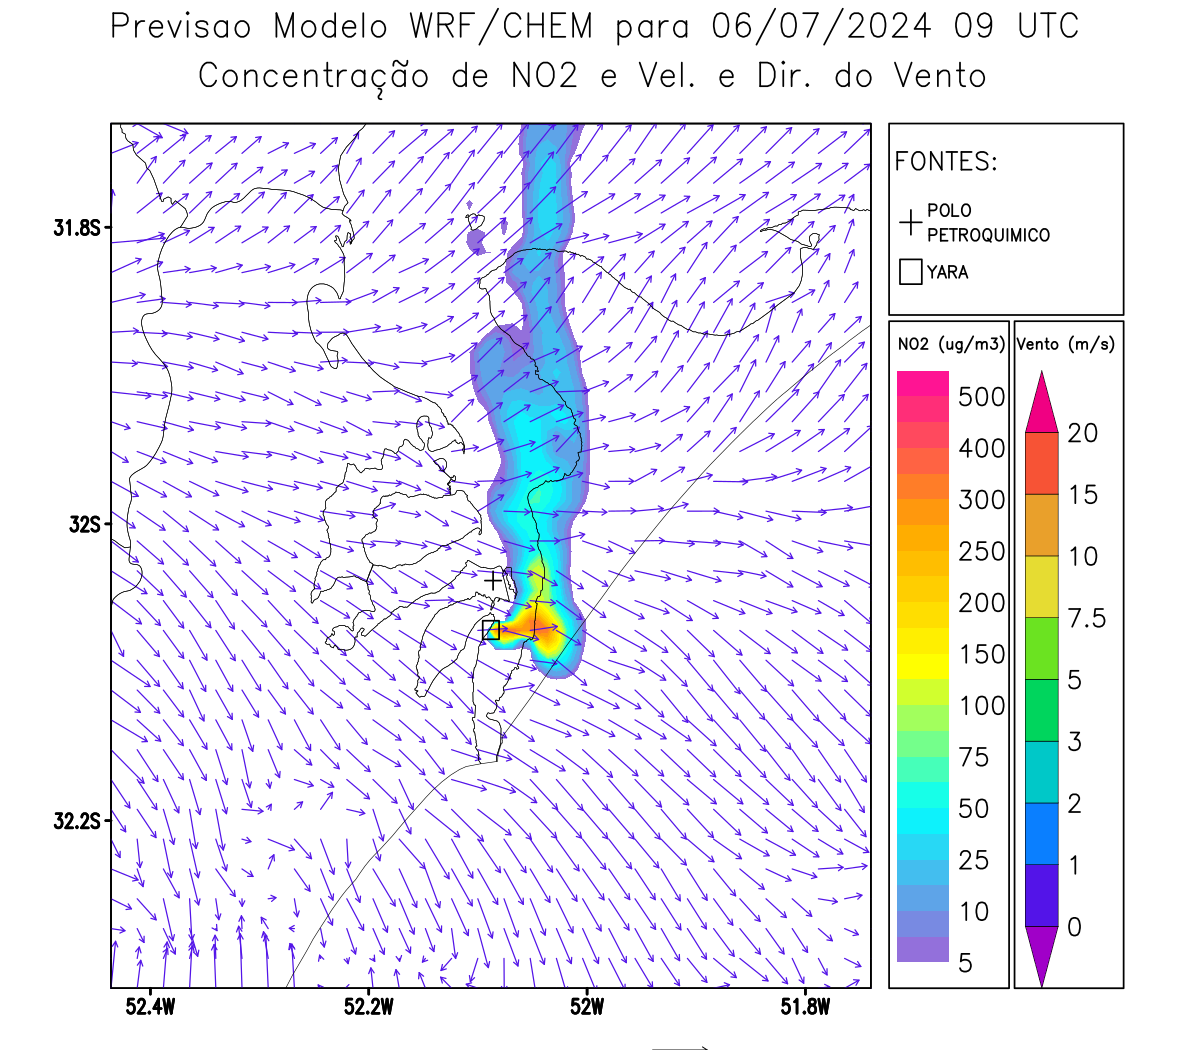 Previsao Modelo WRF/CHEM para 06/07/2024 09 UTC
Concentração de NO2 e Vel. e Dir. do Vento
FONTES:
POLO
PETROQUIMICO
YARA
31.8S
32S
32.2S
52.4W
52.2W
52W
51.8W
NO2 (ug/m3)
500
400
300
250
200
150
100
75
50
25
10
5
Vento (m/s)
20
15
10
7.5
5
3
2
1
0